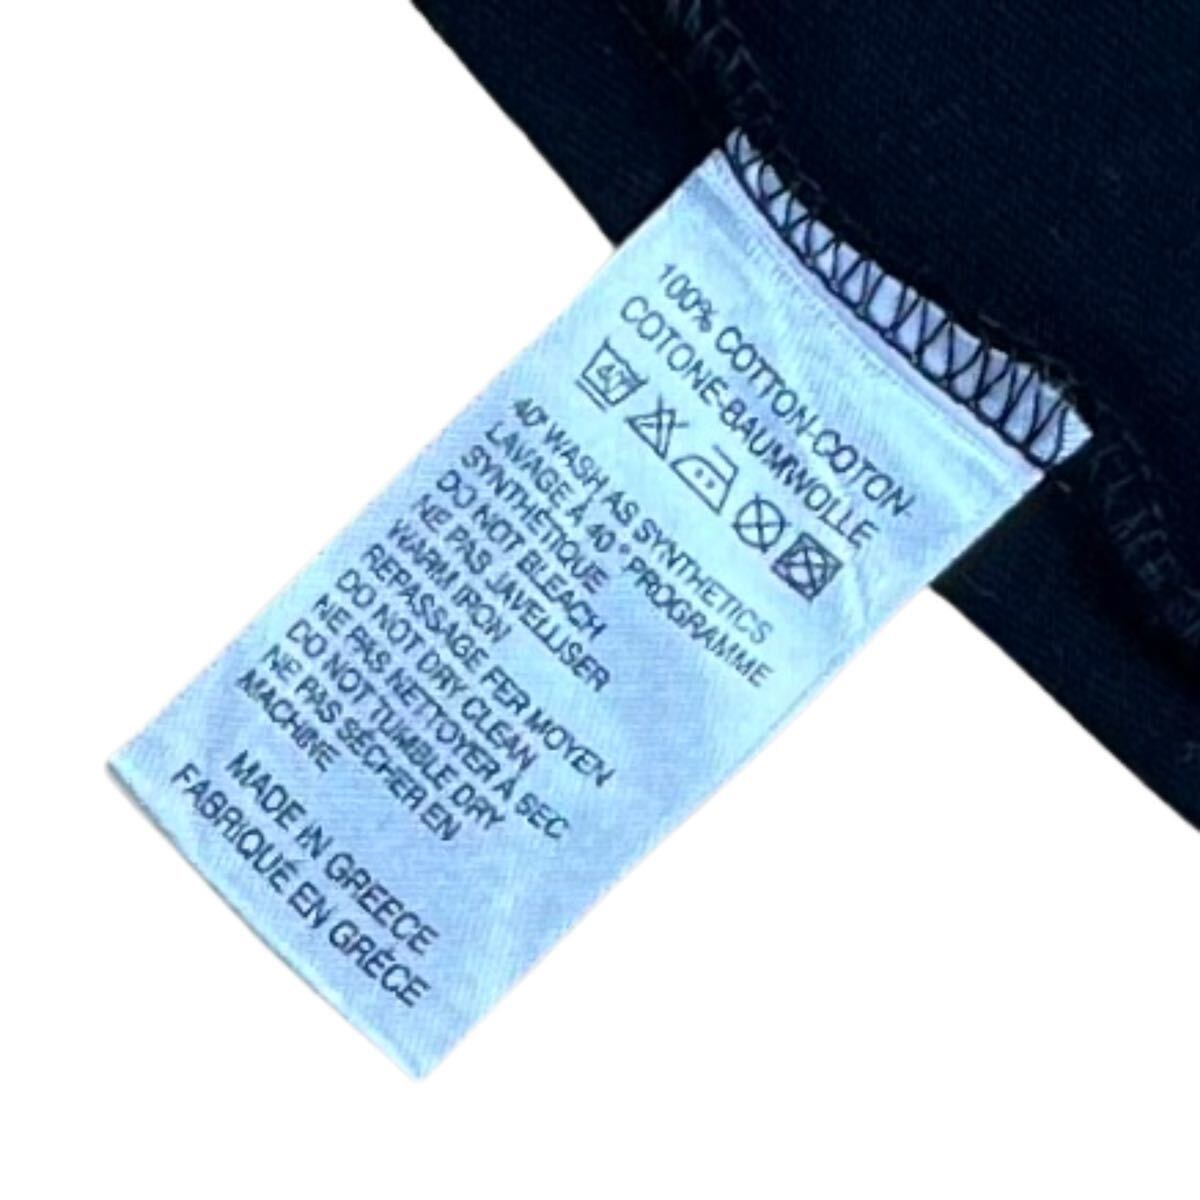 100% COTTON-COTON-
COTONE-BAUMWOLLE
40°
40° WASH AS SYNTHETICS
LAVAGE À 40° PROGRAMME
SYNTHÉTIQUE
DO NOT BLEACH
NE PAS JAVELLISER
WARM IRON
REPASSAGE FER MOYEN
DO NOT DRY CLEAN
NE PAS NETTOYER À SEC
DO NOT TUMBLE DRY
NE PAS SÉCHER EN
MACHINE
MADE IN GREECE
FABRIQUÉ EN GRÉCE